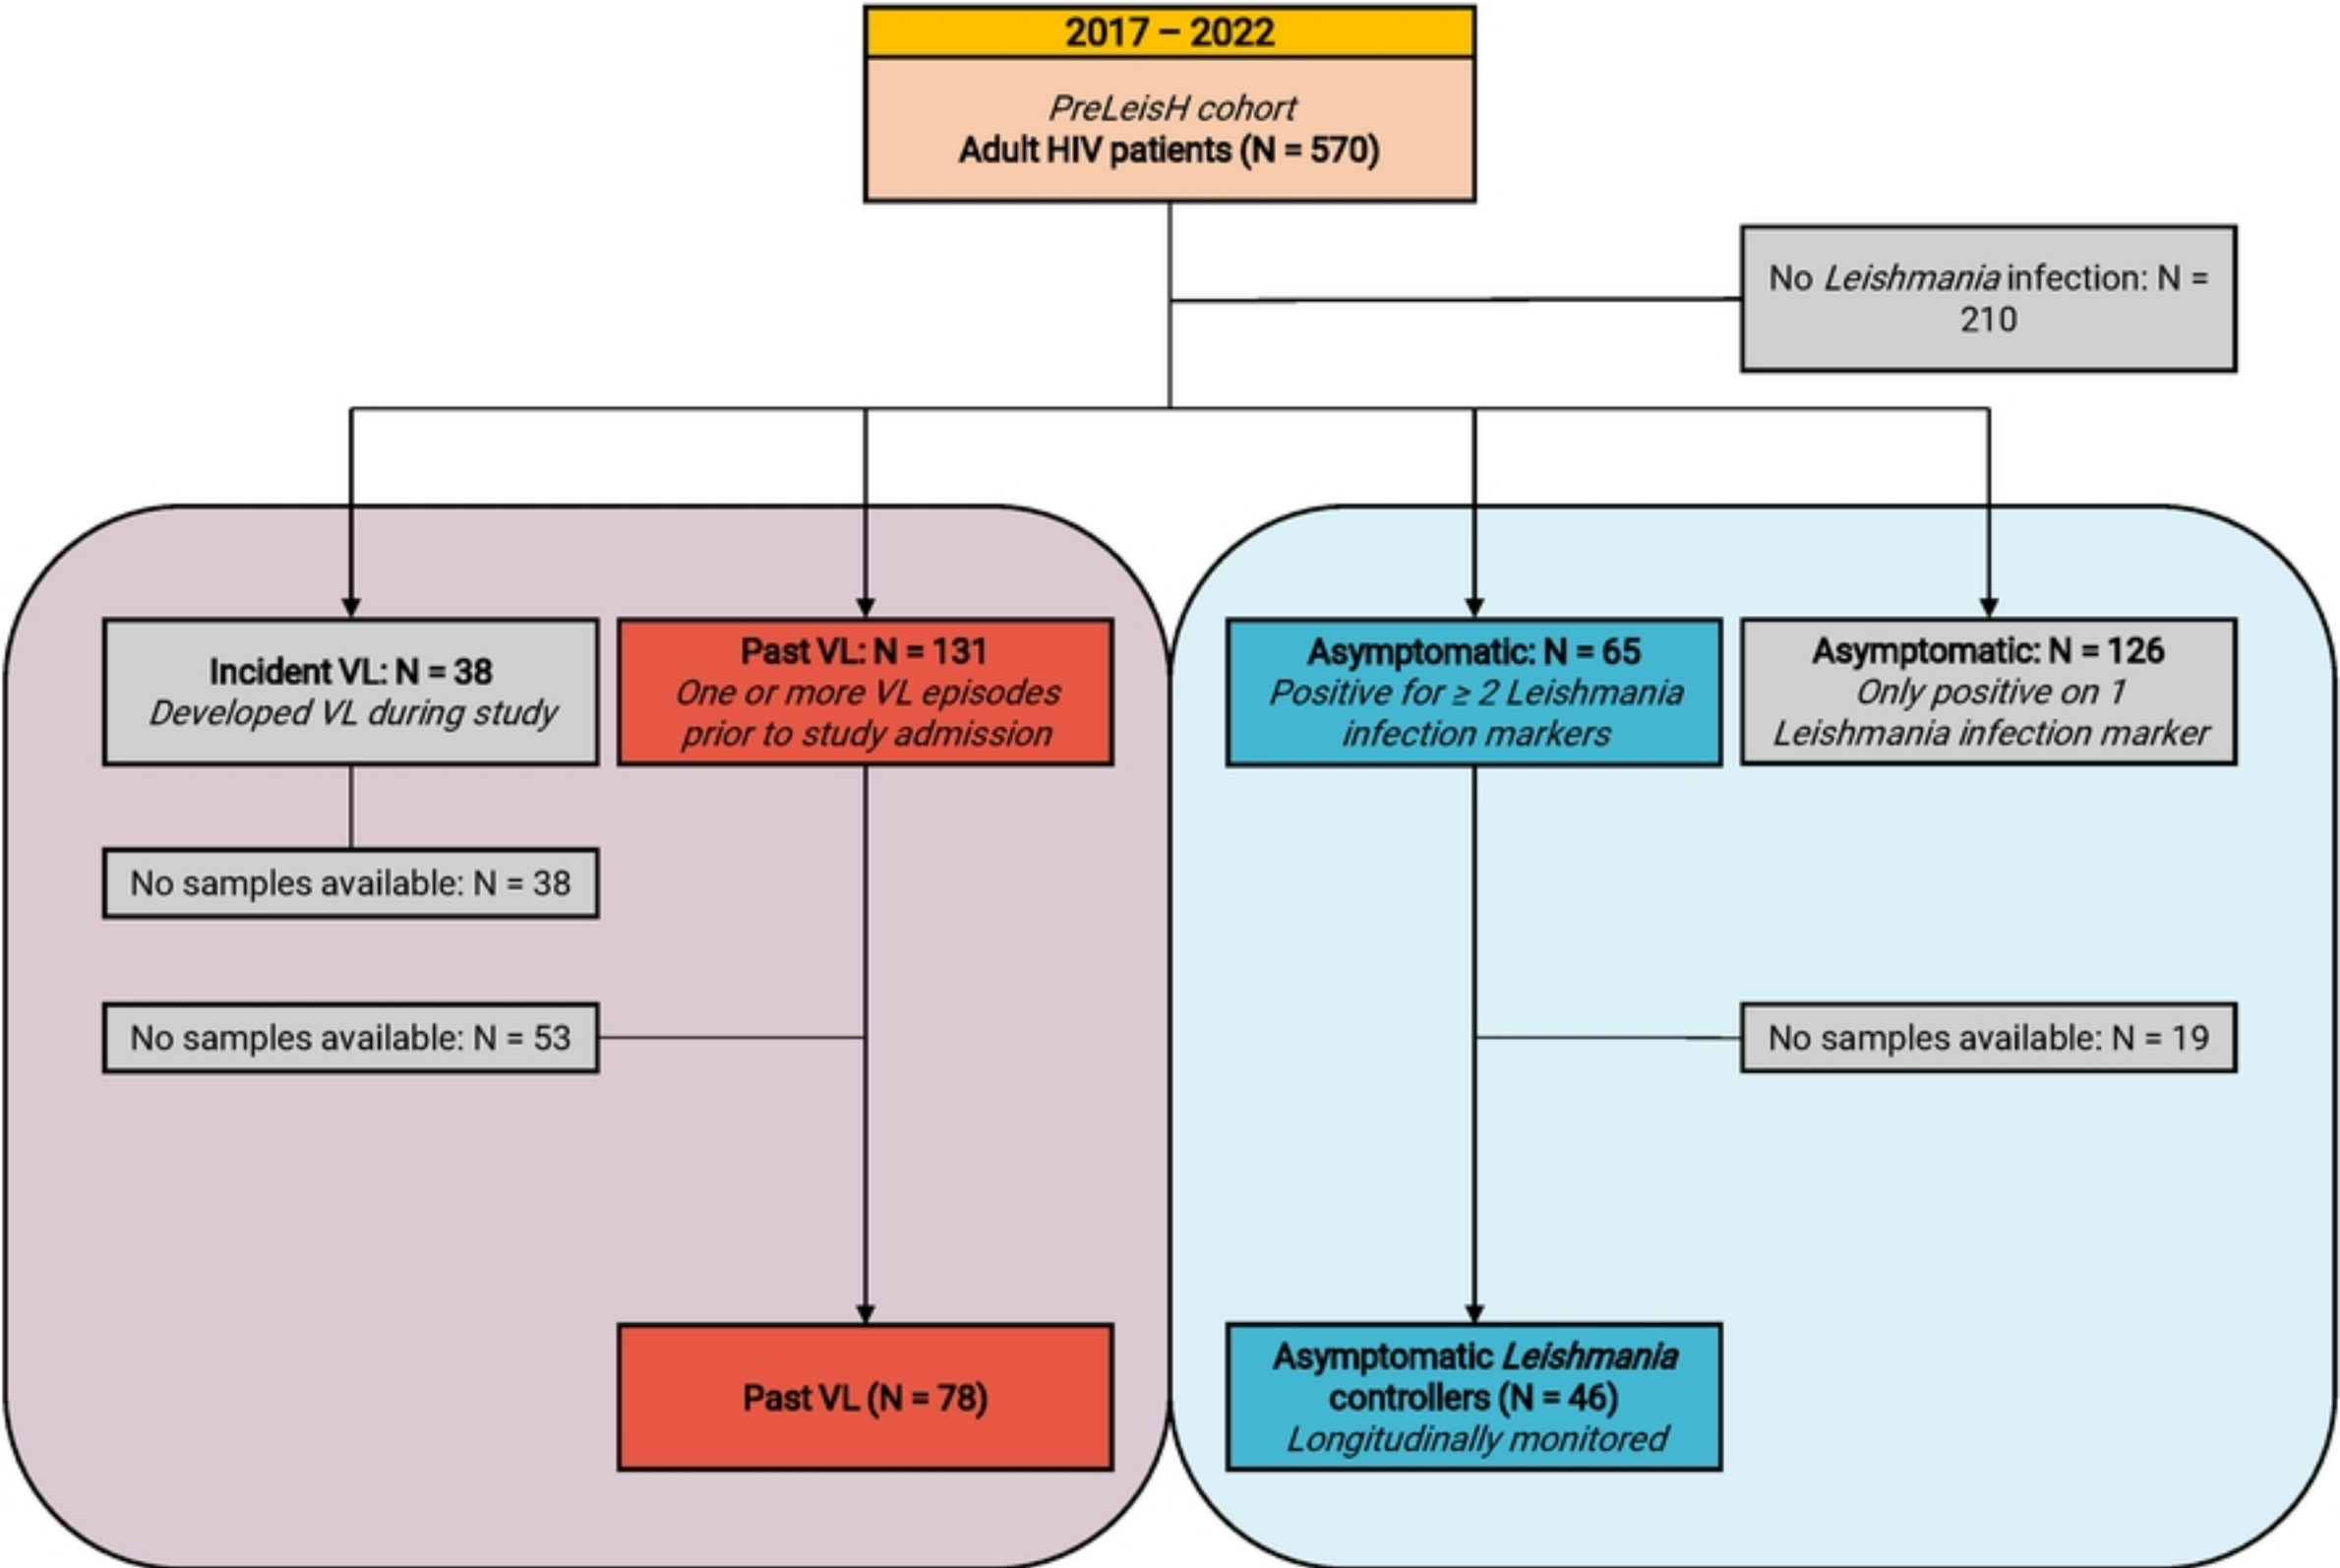 2017 – 2022
PreLeisH cohort
Adult HIV patients (N = 570)
No Leishmania infection: N =
210
Incident VL: N = 38
Developed VL during study
Past VL: N = 131
One or more VL episodes
prior to study admission
Asymptomatic: N = 65
Positive for ≥ 2 Leishmania
infection markers
Asymptomatic: N = 126
Only positive on 1
Leishmania infection marker
No samples available: N = 38
No samples available: N = 53
No samples available: N = 19
Past VL (N = 78)
Asymptomatic Leishmania
controllers (N = 46)
Longitudinally monitored